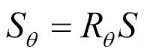 S_θ = R_θ S